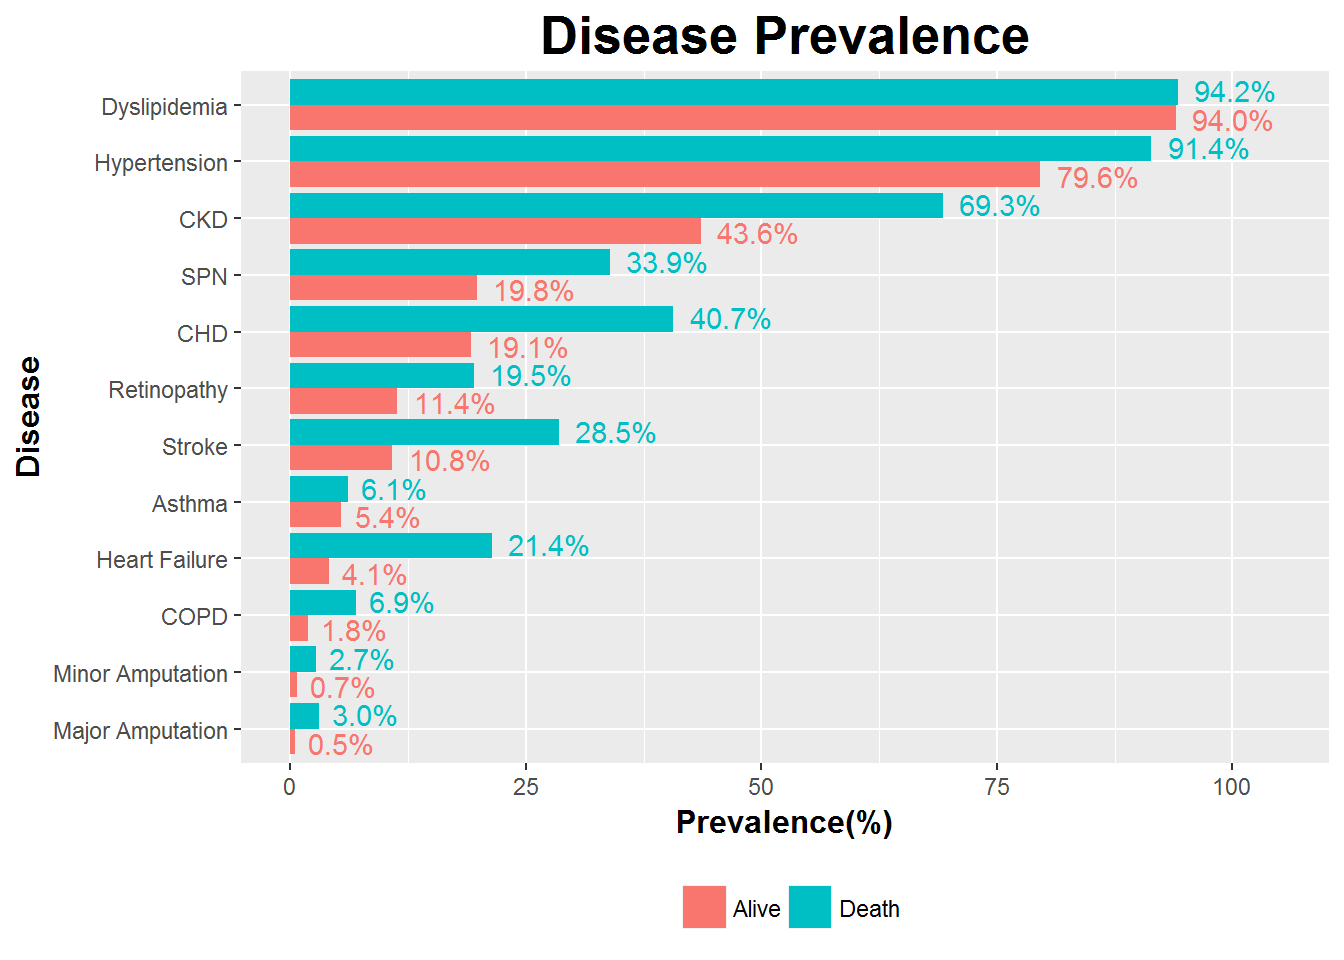 Disease Prevalence
Dyslipidemia
94.2%
94.0%
Hypertension
91.4%
79.6%
CKD
69.3%
43.6%
SPN
33.9%
19.8%
CHD
40.7%
19.1%
Retinopathy
19.5%
11.4%
Stroke
28.5%
10.8%
Asthma
6.1%
5.4%
Heart Failure
21.4%
4.1%
COPD
6.9%
1.8%
Minor Amputation
2.7%
0.7%
Major Amputation
3.0%
0.5%
Disease
0 25 50 75 100
Prevalence(%)
Alive Death